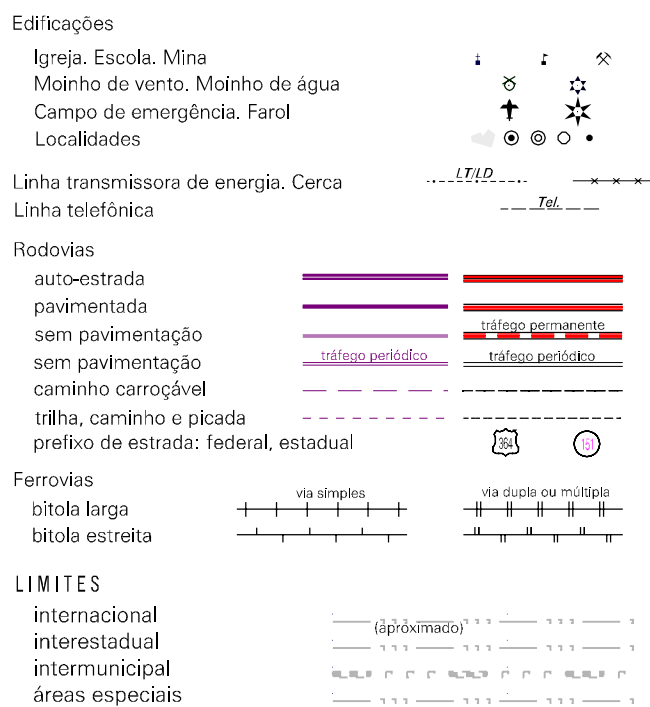 Edificações
Igreja. Escola. Mina
Moinho de vento. Moinho de água
Campo de emergência. Farol
Localidades
Linha transmissora de energia. Cerca LT/LD
Linha telefônica Tel.
Rodovias
auto-estrada
pavimentada
sem pavimentação tráfego permanente
sem pavimentação tráfego periódico tráfego periódico
caminho carroçável
trilha, caminho e picada
prefixo de estrada: federal, estadual 364 151
Ferrovias
via simples via dupla ou múltipla
bitola larga
bitola estreita
LIMITES
internacional
(aproximado)
interestadual
intermunicipal
áreas especiais